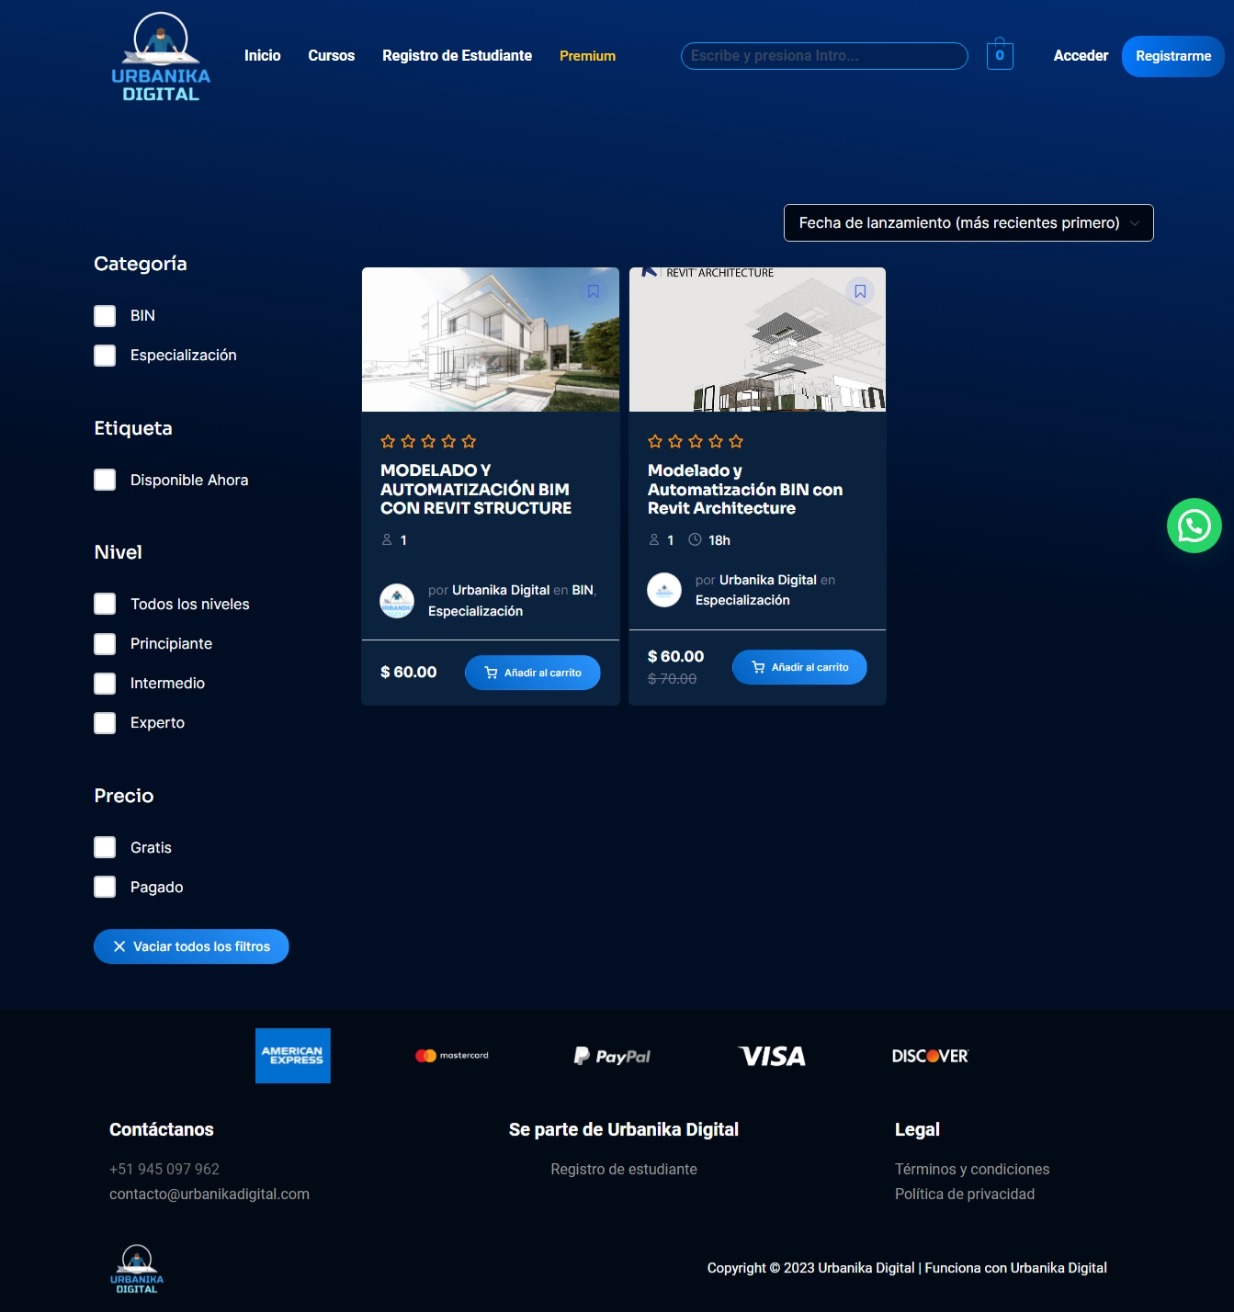 URBANIKA
DIGITAL
Inicio
Cursos
Registro de Estudiante
Premium
Escribe y presiona Intro...
0
Acceder
Registrarme
Fecha de lanzamiento (más recientes primero)
Categoría
BIN
Especialización
Etiqueta
Disponible Ahora
Nivel
Todos los niveles
Principiante
Intermedio
Experto
Precio
Gratis
Pagado
Vaciar todos los filtros
MODELADO Y
AUTOMATIZACIÓN BIM
CON REVIT STRUCTURE
1
por Urbanika Digital en BIN,
Especialización
$ 60.00
Añadir al carrito
REVIT ARCHITECTURE
Modelado y
Automatización BIN con
Revit Architecture
1
18h
por Urbanika Digital en
Especialización
$ 60.00
$ 70.00
Añadir al carrito
AMERICAN
EXPRESS
mastercard
PayPal
VISA
DISCOVER
Contáctanos
+51 945 097 962
contacto@urbanikadigital.com
Se parte de Urbanika Digital
Registro de estudiante
Legal
Términos y condiciones
Política de privacidad
URBANIKA
DIGITAL
Copyright © 2023 Urbanika Digital | Funciona con Urbanika Digital